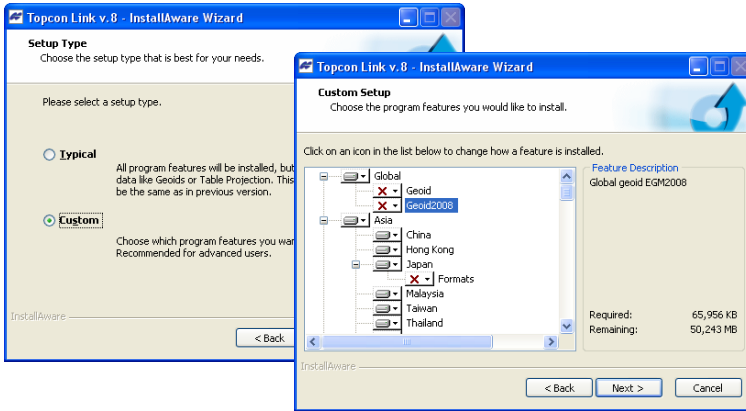 Topcon Link v.8 - InstallAware Wizard
Setup Type
Choose the setup type that is best for your needs.
Please select a setup type.
Typical
All program features will be installed, but
data like Geoids or Table Projection. This
be the same as in previous version.
Custom
Choose which program features you
Recommended for advanced users.
InstallAware
< Back
Topcon Link v.8 - InstallAware Wizard
Custom Setup
Choose the program features you would like to install.
Click on an icon in the list below to change how a feature is installed.
Global
Geoid
Geoid2008
Asia
China
Hong Kong
Japan
Formats
Malaysia
Taiwan
Thailand
Feature Description
Global geoid EGM2008
Required: 65,956 KB
Remaining: 50,243 MB
InstallAware
< Back
Next >
Cancel